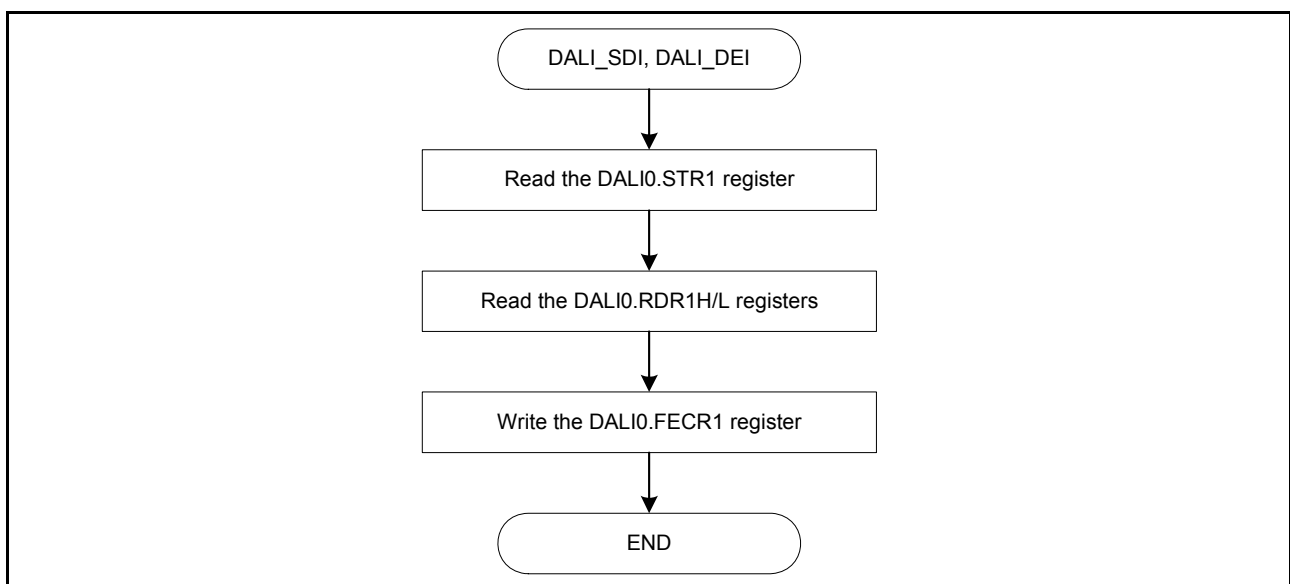 DALI_SDI, DALI_DEI
Read the DALI0.STR1 register
Read the DALI0.RDR1H/L registers
Write the DALI0.FECR1 register
END